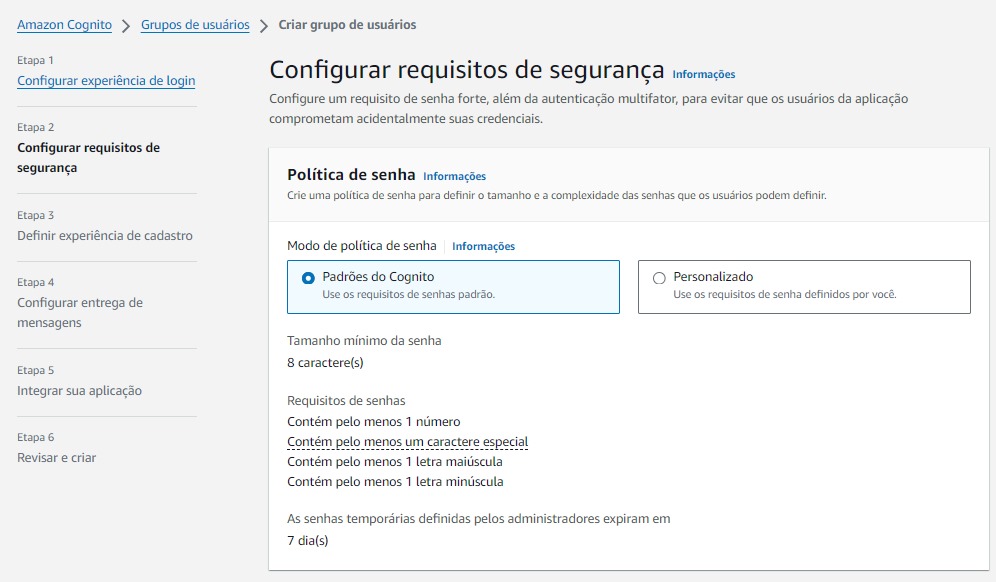 Amazon Cognito > Grupos de usuários > Criar grupo de usuários
Etapa 1
Configurar experiência de login
Etapa 2
Configurar requisitos de
segurança
Etapa 3
Definir experiência de cadastro
Etapa 4
Configurar entrega de
mensagens
Etapa 5
Integrar sua aplicação
Etapa 6
Revisar e criar
Configurar requisitos de segurança Informações
Configure um requisito de senha forte, além da autenticação multifator, para evitar que os usuários da aplicação
comprometam acidentalmente suas credenciais.
Política de senha Informações
Crie uma política de senha para definir o tamanho e a complexidade das senhas que os usuários podem definir.
Modo de política de senha Informações
Padrões do Cognito
Use os requisitos de senhas padrão.
Personalizado
Use os requisitos de senha definidos por você.
Tamanho mínimo da senha
8 caractere(s)
Requisitos de senhas
Contém pelo menos 1 número
Contém pelo menos um caractere especial
Contém pelo menos 1 letra maiúscula
Contém pelo menos 1 letra minúscula
As senhas temporárias definidas pelos administradores expiram em
7 dia(s)